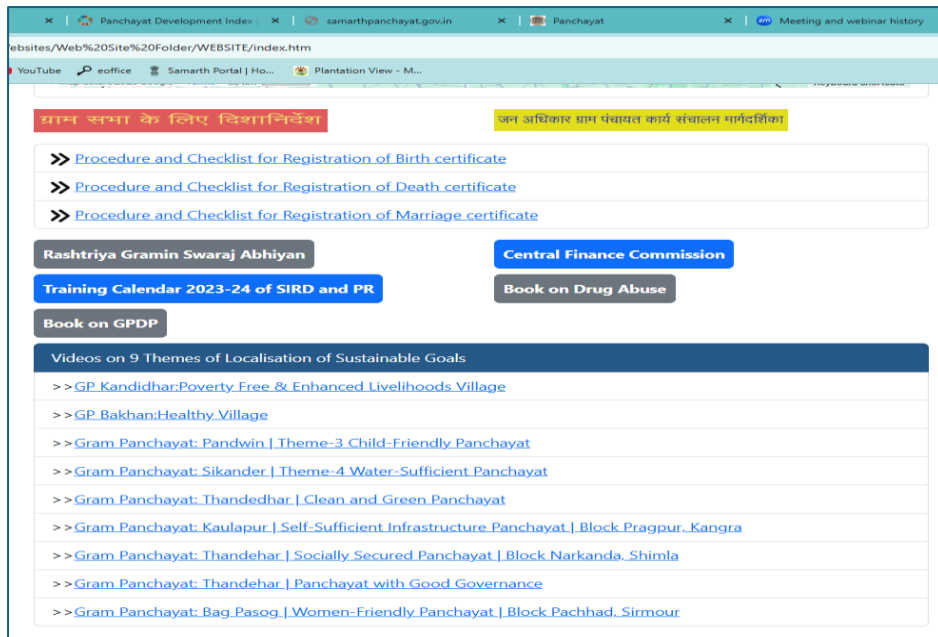 Panchayat Development Index
samarthpanchayat.gov.in
Panchayat
zm Meeting and webinar history
ebsites/Web%20Site%20Folder/WEBSITE/index.htm
YouTube eoffice Samarth Portal | Ho... Plantation View - M...
ग्राम सभा के लिए दिशानिर्देश
जन अधिकार ग्राम पंचायत कार्य संचालन मार्गदर्शिका
Procedure and Checklist for Registration of Birth certificate
Procedure and Checklist for Registration of Death certificate
Procedure and Checklist for Registration of Marriage certificate
Rashtriya Gramin Swaraj Abhiyan
Central Finance Commission
Training Calendar 2023-24 of SIRD and PR
Book on Drug Abuse
Book on GPDP
Videos on 9 Themes of Localisation of Sustainable Goals
>>GP Kandidhar:Poverty Free & Enhanced Livelihoods Village
>>GP Bakhan:Healthy Village
>>Gram Panchayat: Pandwin | Theme-3 Child-Friendly Panchayat
>>Gram Panchayat: Sikander | Theme-4 Water-Sufficient Panchayat
>>Gram Panchayat: Thandedhar | Clean and Green Panchayat
>>Gram Panchayat: Kaulapur | Self-Sufficient Infrastructure Panchayat | Block Pragpur, Kangra
>>Gram Panchayat: Thandehar | Socially Secured Panchayat | Block Narkanda, Shimla
>>Gram Panchayat: Thandehar | Panchayat with Good Governance
>>Gram Panchayat: Bag Pasog | Women-Friendly Panchayat | Block Pachhad, Sirmour